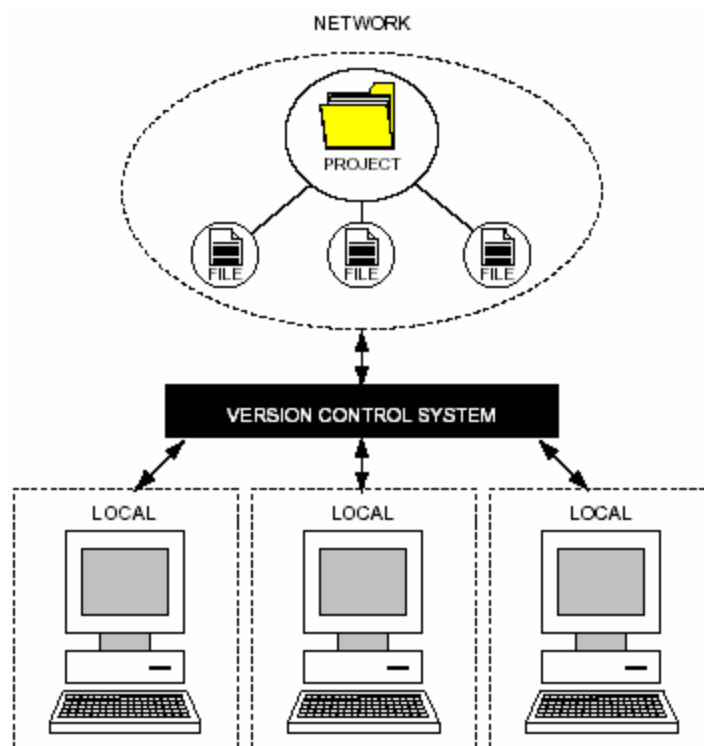 NETWORK
PROJECT
FILE
FILE
FILE
VERSION CONTROL SYSTEM
LOCAL
LOCAL
LOCAL